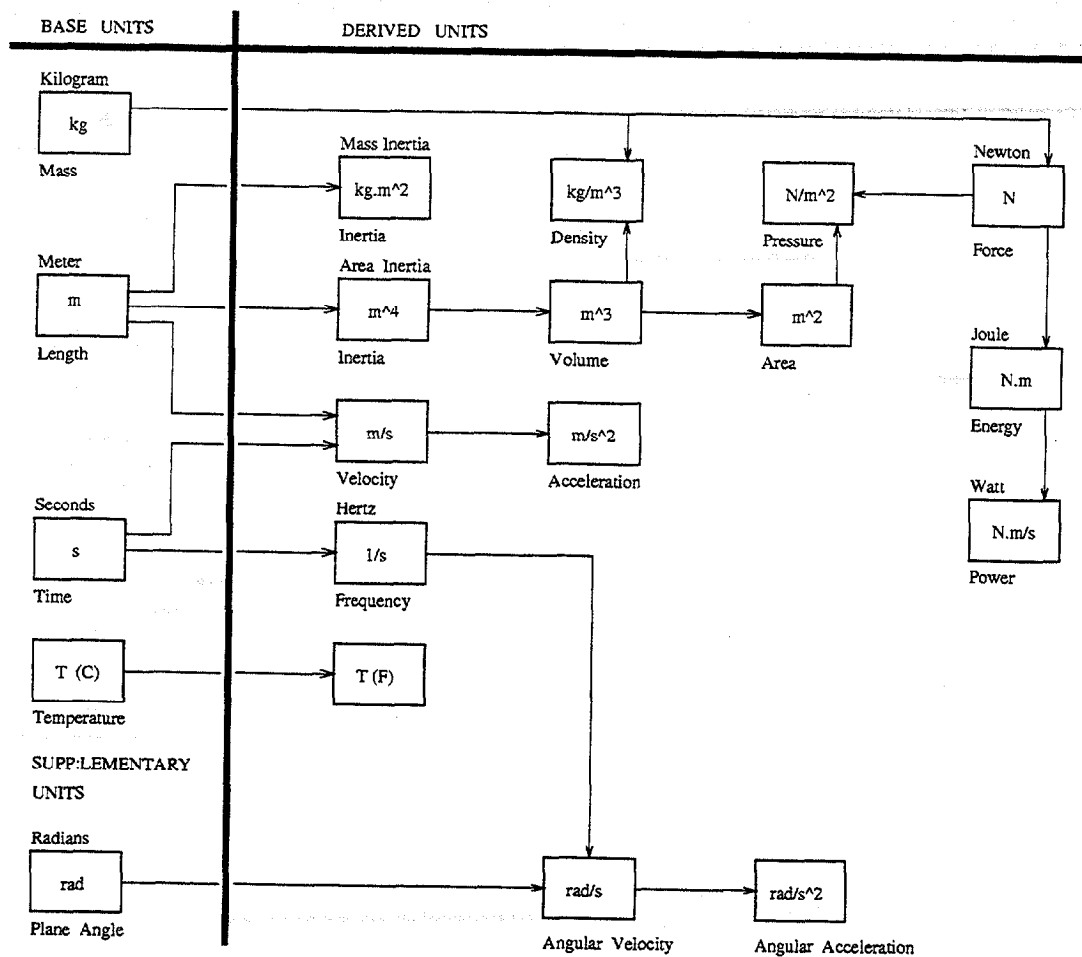 BASE UNITS
DERIVED UNITS
Kilogram
kg
Mass
Mass Inertia
kg.m^2
Inertia
kg/m^3
Density
N/m^2
Pressure
Newton
N
Force
Meter
m
Length
Area Inertia
m^4
Inertia
m^3
Volume
m^2
Area
Joule
N.m
Energy
m/s
Velocity
m/s^2
Acceleration
Watt
N.m/s
Power
Seconds
s
Time
Hertz
1/s
Frequency
T (C)
Temperature
T (F)
SUPP:LEMENTARY
UNITS
Radians
rad
Plane Angle
rad/s
Angular Velocity
rad/s^2
Angular Acceleration